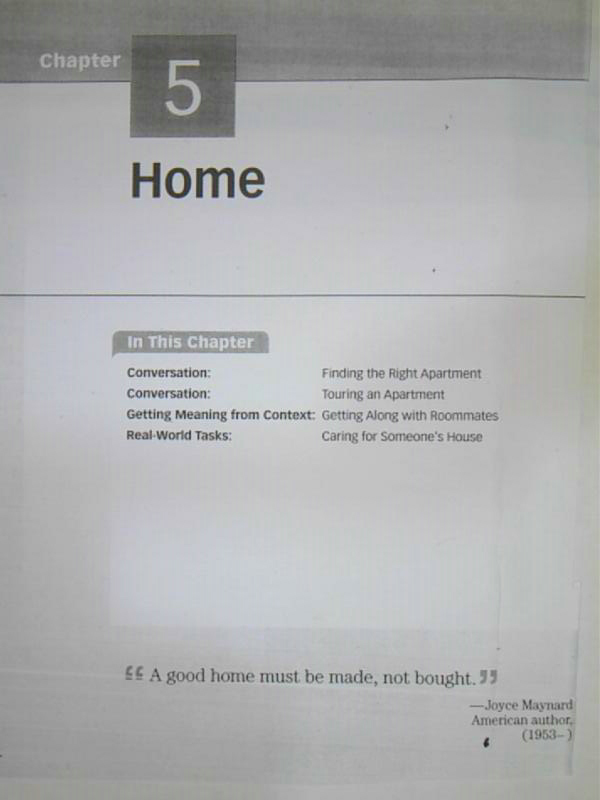 Chapter 5
Home
In This Chapter
Conversation: Finding the Right Apartment
Conversation: Touring an Apartment
Getting Meaning from Context: Getting Along with Roommates
Real-World Tasks: Caring for Someone's House
“ A good home must be made, not bought. ”
—Joyce Maynard
American author,
(1953– )